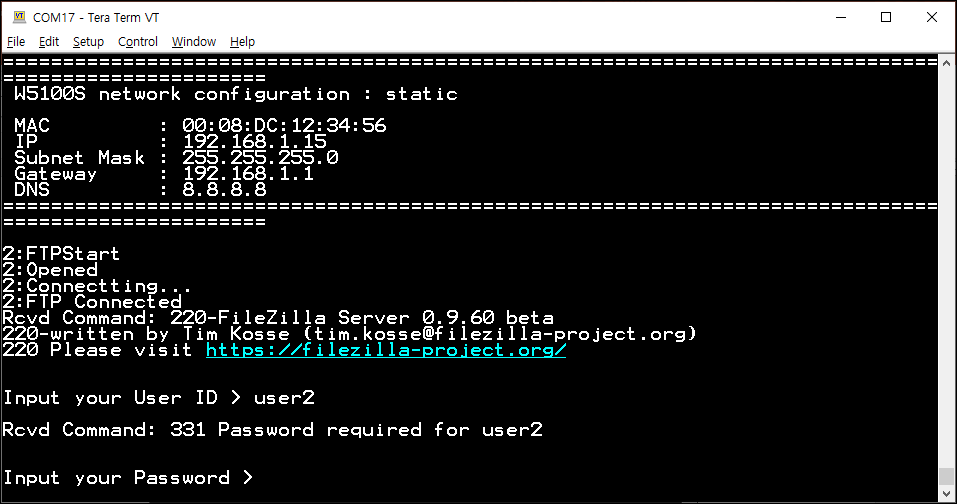 COM17 - Tera Term VT
File Edit Setup Control Window Help
==============================================================================
======================
W5100S network configuration : static
MAC : 00:08:DC:12:34:56
IP : 192.168.1.15
Subnet Mask : 255.255.255.0
Gateway : 192.168.1.1
DNS : 8.8.8.8
==============================================================================
======================
2:FTPStart
2:Opened
2:Connectting...
2:FTP Connected
Rcvd Command: 220-FileZilla Server 0.9.60 beta
220-written by Tim Kosse (tim.kosse@filezilla-project.org)
220 Please visit https://filezilla-project.org/
Input your User ID > user2
Rcvd Command: 331 Password required for user2
Input your Password >